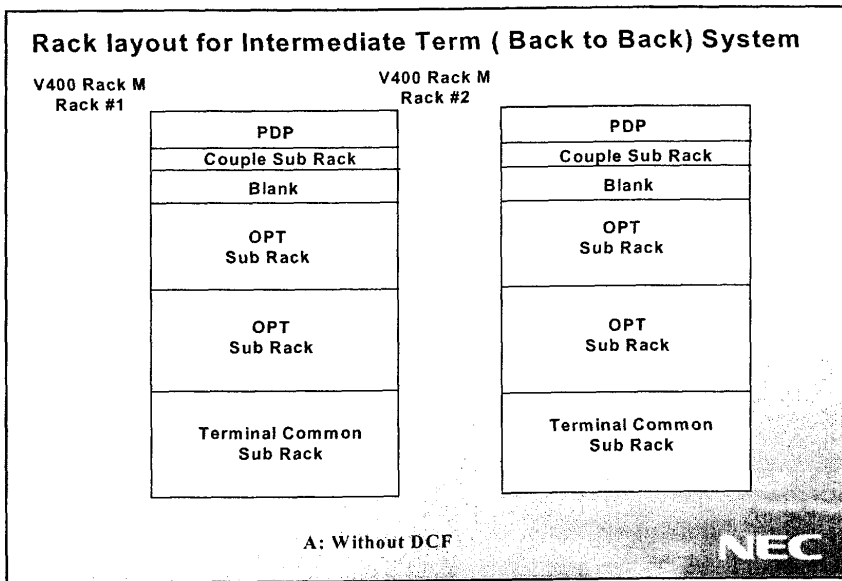 Rack layout for Intermediate Term ( Back to Back) System
V400 Rack M
Rack #1
PDP
Couple Sub Rack
Blank
OPT
Sub Rack
OPT
Sub Rack
Terminal Common
Sub Rack
V400 Rack M
Rack #2
PDP
Couple Sub Rack
Blank
OPT
Sub Rack
OPT
Sub Rack
Terminal Common
Sub Rack
A: Without DCF
NEC